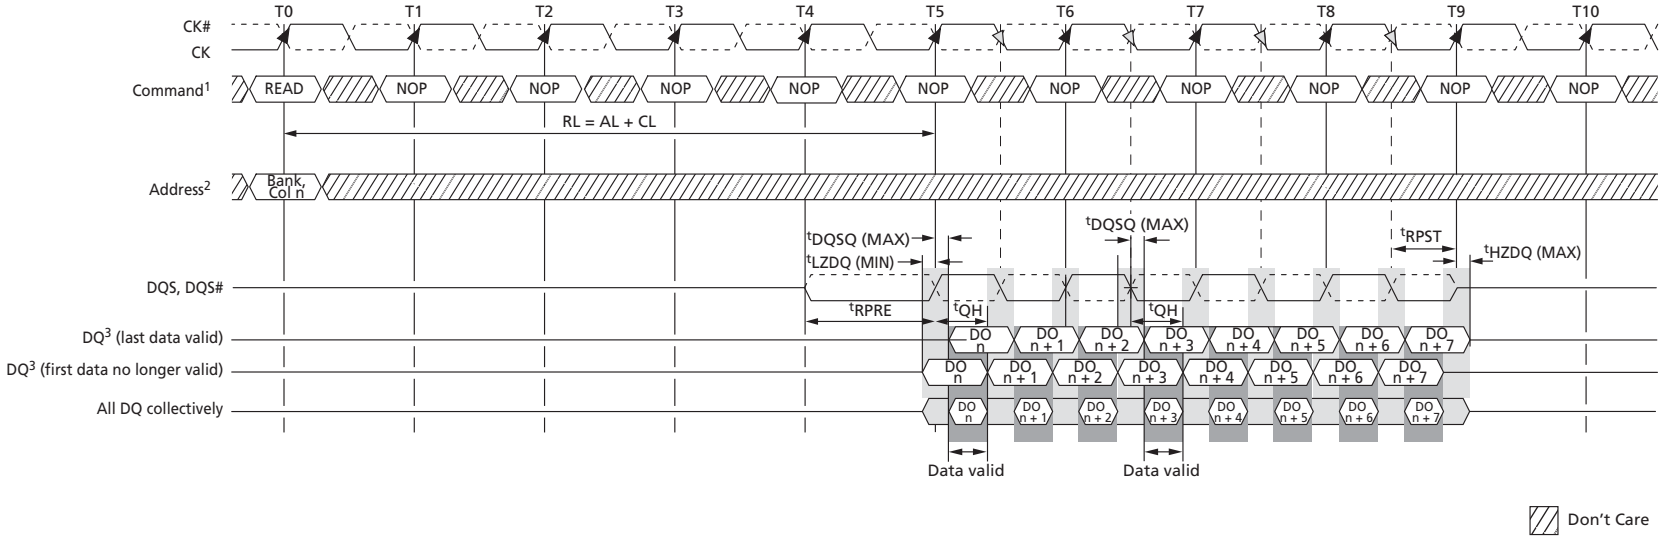 T0 T1 T2 T3 T4 T5 T6 T7 T8 T9 T10
CK#
CK
Command1 READ NOP NOP NOP NOP NOP NOP NOP NOP NOP NOP
RL = AL + CL
Address2 Bank,
Col n
tDQSQ (MAX) tDQSQ (MAX) tRPST
tLZDQ (MIN) tHZDQ (MAX)
DQS, DQS#
tRPRE tQH tQH
DQ3 (last data valid) DO n DO n + 1 DO n + 2 DO n + 3 DO n + 4 DO n + 5 DO n + 6 DO n + 7
DQ3 (first data no longer valid) DO n DO n + 1 DO n + 2 DO n + 3 DO n + 4 DO n + 5 DO n + 6 DO n + 7
All DQ collectively DO n DO n + 1 DO n + 2 DO n + 3 DO n + 4 DO n + 5 DO n + 6 DO n + 7
Data valid Data valid
Don't Care